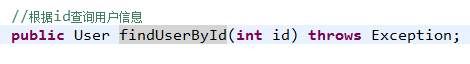 //根据id查询用户信息
public User findUserById(int id) throws Exception;